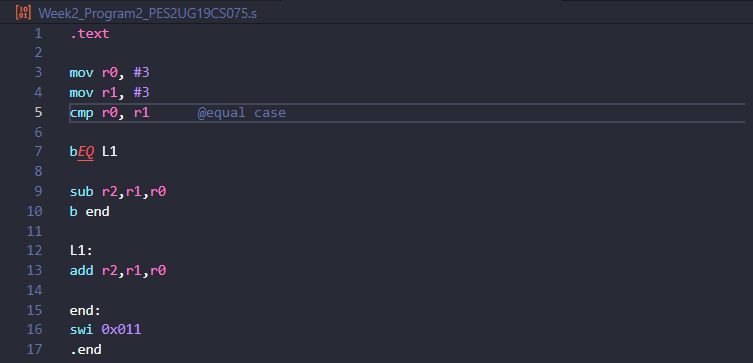 Week2_Program2_PES2UG19CS075.s
1 .text
2
3 mov r0, #3
4 mov r1, #3
5 cmp r0, r1 @equal case
6
7 bEQ L1
8
9 sub r2,r1,r0
10 b end
11
12 L1:
13 add r2,r1,r0
14
15 end:
16 swi 0x011
17 .end